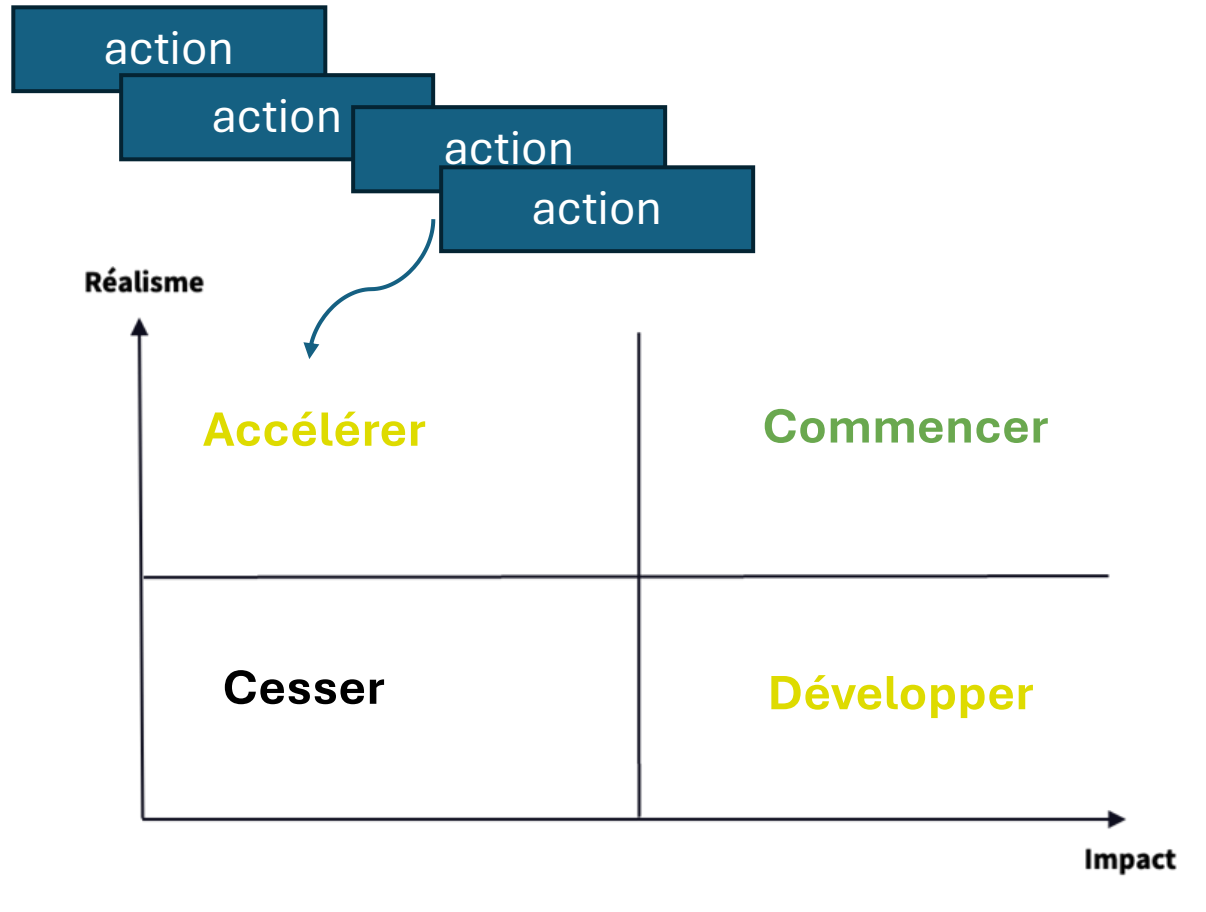 action
action
action
action
Réalisme
Accélérer
Commencer
Cesser
Développer
Impact